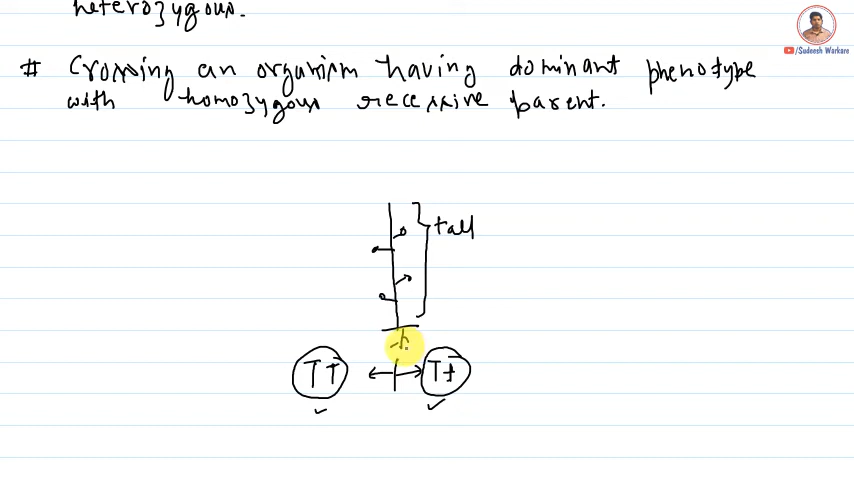 heterozygous.
/Sudeesh Warkare
# Crossing an organism having dominant phenotype
with homozygous recessive parent.
tall
TT Tt